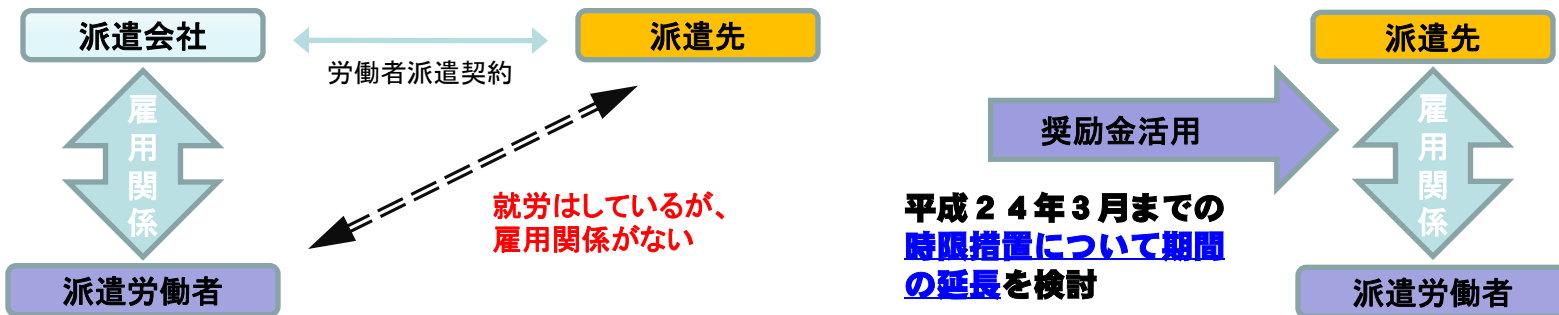 派遣会社
派遣先
労働者派遣契約
雇用関係
就労はしているが、
雇用関係がない
派遣労働者
奨励金活用
平成２４年３月までの
時限措置について期間
の延長を検討
派遣先
雇用関係
派遣労働者